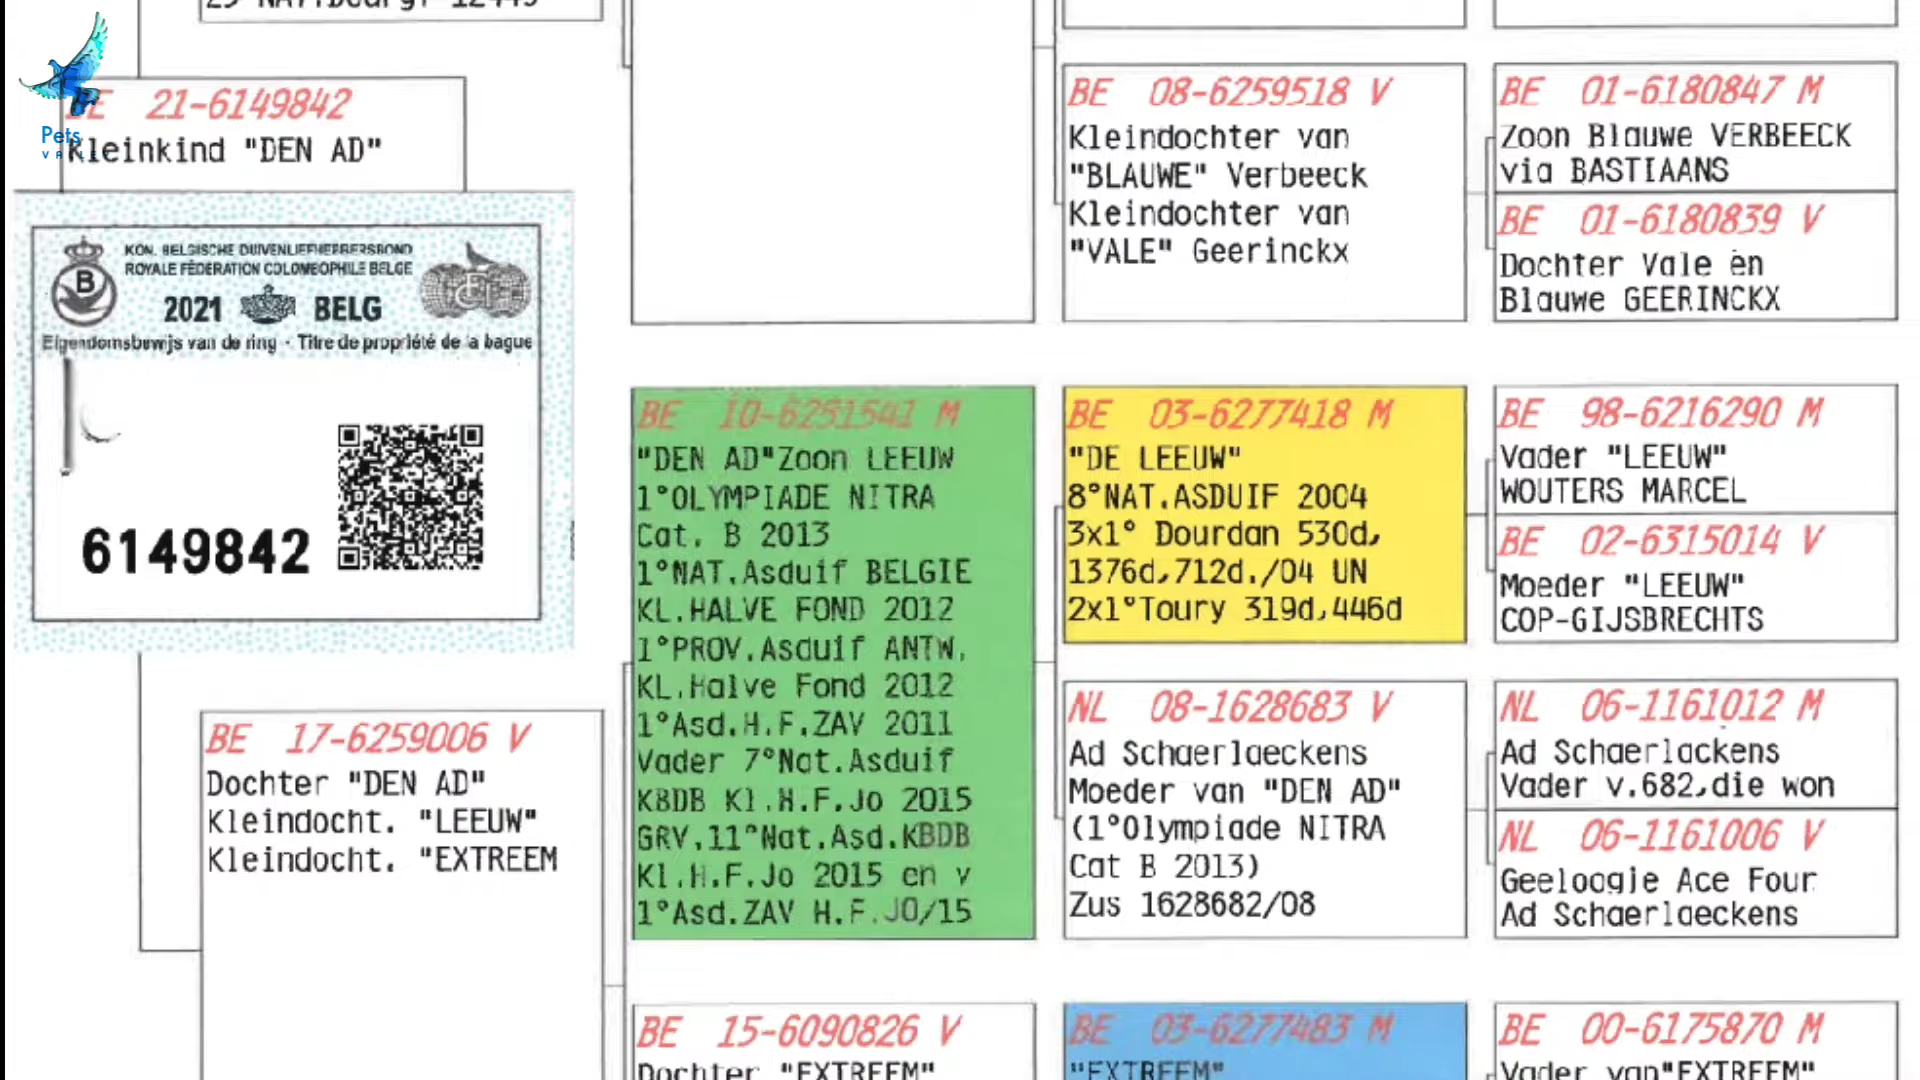 Pets
BE 21-6149842
Kleinkind "DEN AD"
KON. BELGISCHE DUIVENLIEFHEBBERSBOND
ROYALE FÉDERATION COLOMBOPHILE BELGE
2021 BELG
Eigendomsbewijs van de ring - Titre de propriété de la bague
6149842
BE 17-6259006 V
Dochter "DEN AD"
Kleindocht. "LEEUW"
Kleindocht. "EXTREEM
BE 10-6251541 M
"DEN AD"Zoon LEEUW
1°OLYMPIADE NITRA
Cat. B 2013
1°NAT.Asduif BELGIE
KL.HALVE FOND 2012
1°PROV.Asduif ANTW.
KL.Halve Fond 2012
1°Asd.H.F.ZAV 2011
Vader 7°Nat.Asduif
KBDB Kl.H.F.Jo 2015
GRV.11°Nat.Asd.KBDB
Kl.H.F.Jo 2015 en v
1°Asd.ZAV H.F.JO/15
BE 15-6090826 V
Dochter "EXTREEM"
BE 08-6259518 V
Kleindochter van
"BLAUWE" Verbeeck
Kleindochter van
"VALE" Geerinckx
BE 03-6277418 M
"DE LEEUW"
8°NAT.ASDUIF 2004
3x1° Dourdan 530d,
1376d,712d./04 UN
2x1°Toury 319d,446d
NL 08-1628683 V
Ad Schaerlaeckens
Moeder van "DEN AD"
(1°Olympiade NITRA
Cat B 2013)
Zus 1628682/08
BE 03-6277483 M
"EXTREEM"
BE 01-6180847 M
Zoon Blauwe VERBEECK
via BASTIAANS
BE 01-6180839 V
Dochter Vale en
Blauwe GEERINCKX
BE 98-6216290 M
Vader "LEEUW"
WOUTERS MARCEL
BE 02-6315014 V
Moeder "LEEUW"
COP-GIJSBRECHTS
NL 06-1161012 M
Ad Schaerlackens
Vader v.682,die won
NL 06-1161006 V
Geeloogje Ace Four
Ad Schaerlaeckens
BE 00-6175870 M
Vader van"EXTREEM"